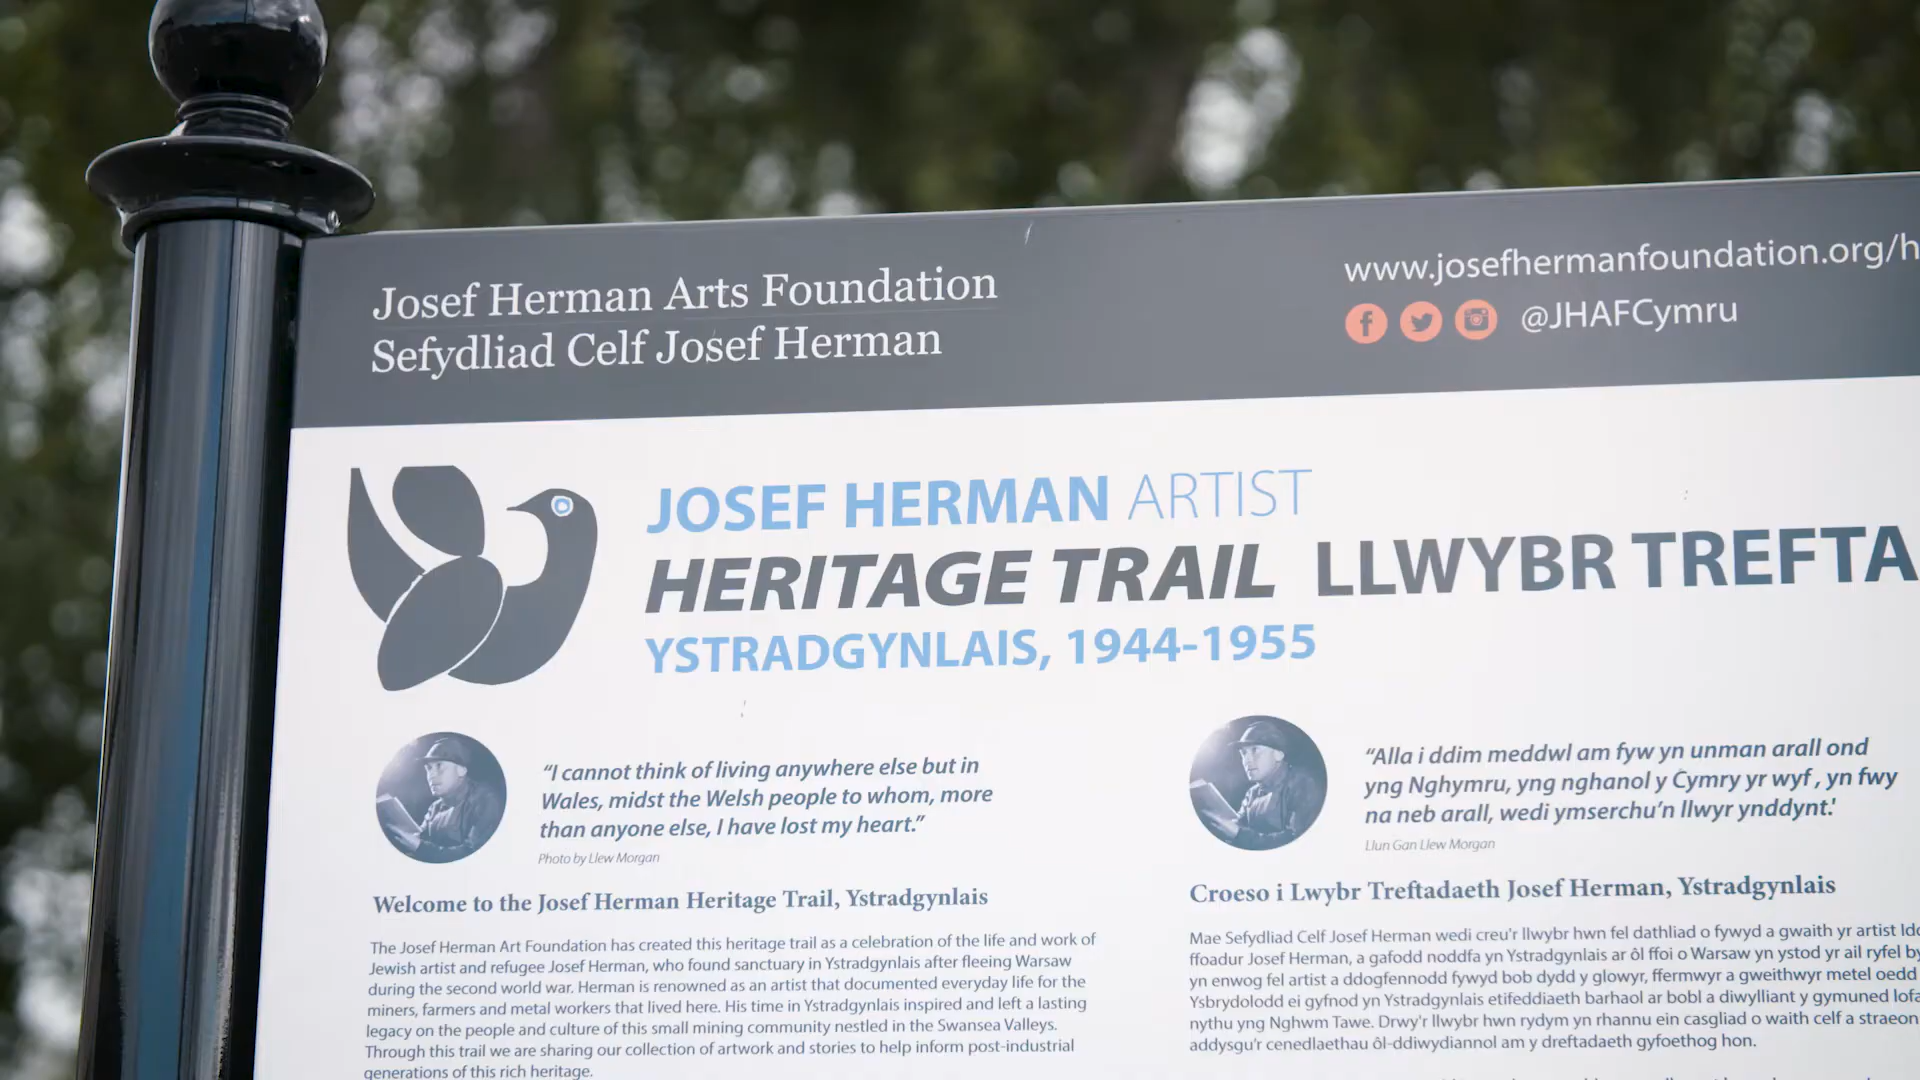 Josef Herman Arts Foundation
Sefydliad Celf Josef Herman
www.josefhermanfoundation.org/h
@JHAFCymru
JOSEF HERMAN ARTIST
HERITAGE TRAIL LLWYBR TREFTA
YSTRADGYNLAIS, 1944-1955
“I cannot think of living anywhere else but in
Wales, midst the Welsh people to whom, more
than anyone else, I have lost my heart.”
Photo by Llew Morgan
Welcome to the Josef Herman Heritage Trail, Ystradgynlais
The Josef Herman Art Foundation has created this heritage trail as a celebration of the life and work of
Jewish artist and refugee Josef Herman, who found sanctuary in Ystradgynlais after fleeing Warsaw
during the second world war. Herman is renowned as an artist that documented everyday life for the
miners, farmers and metal workers that lived here. His time in Ystradgynlais inspired and left a lasting
legacy on the people and culture of this small mining community nestled in the Swansea Valleys.
Through this trail we are sharing our collection of artwork and stories to help inform post-industrial
generations of this rich heritage.
“Alla i ddim meddwl am fyw yn unman arall ond
yng Nghymru, yng nghanol y Cymry yr wyf , yn fwy
na neb arall, wedi ymserchu’n llwyr ynddynt.'
Llun Gan Llew Morgan
Croeso i Lwybr Treftadaeth Josef Herman, Ystradgynlais
Mae Sefydliad Celf Josef Herman wedi creu'r llwybr hwn fel dathliad o fywyd a gwaith yr artist Idd
ffoadur Josef Herman, a gafodd noddfa yn Ystradgynlais ar ôl ffoi o Warsaw yn ystod yr ail ryfel by
yn enwog fel artist a ddogfennodd fywyd bob dydd y glowyr, ffermwyr a gweithwyr metel oedd
Ysbrydolodd ei gyfnod yn Ystradgynlais etifeddiaeth barhaol ar bobl a diwylliant y gymuned lofa
nythu yng Nghwm Tawe. Drwy'r llwybr hwn rydym yn rhannu ein casgliad o waith celf a straeon
addysgu'r cenedlaethau ôl-ddiwydiannol am y dreftadaeth gyfoethog hon.